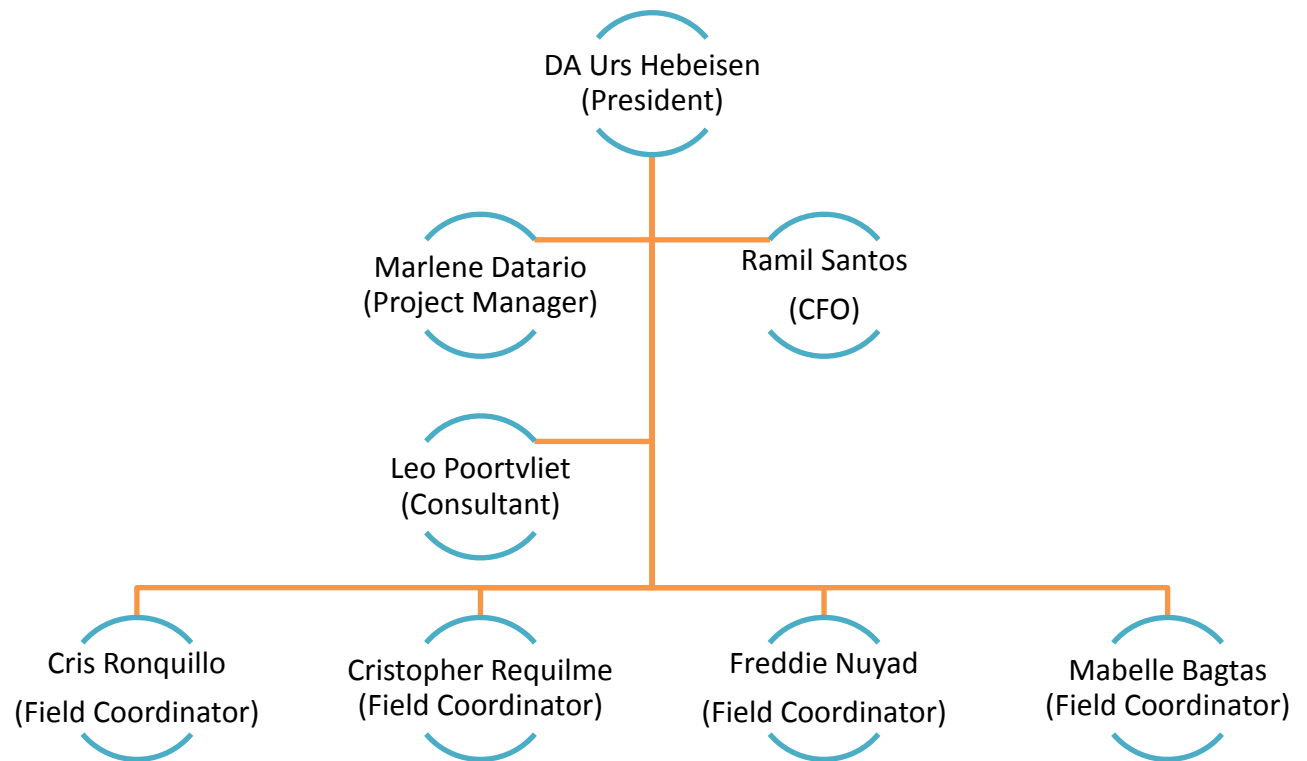 DA Urs Hebeisen
(President)
Marlene Datario
(Project Manager)
Ramil Santos
(CFO)
Leo Poortvliet
(Consultant)
Cris Ronquillo
(Field Coordinator)
Cristopher Requilme
(Field Coordinator)
Freddie Nuyad
(Field Coordinator)
Mabelle Bagtas
(Field Coordinator)